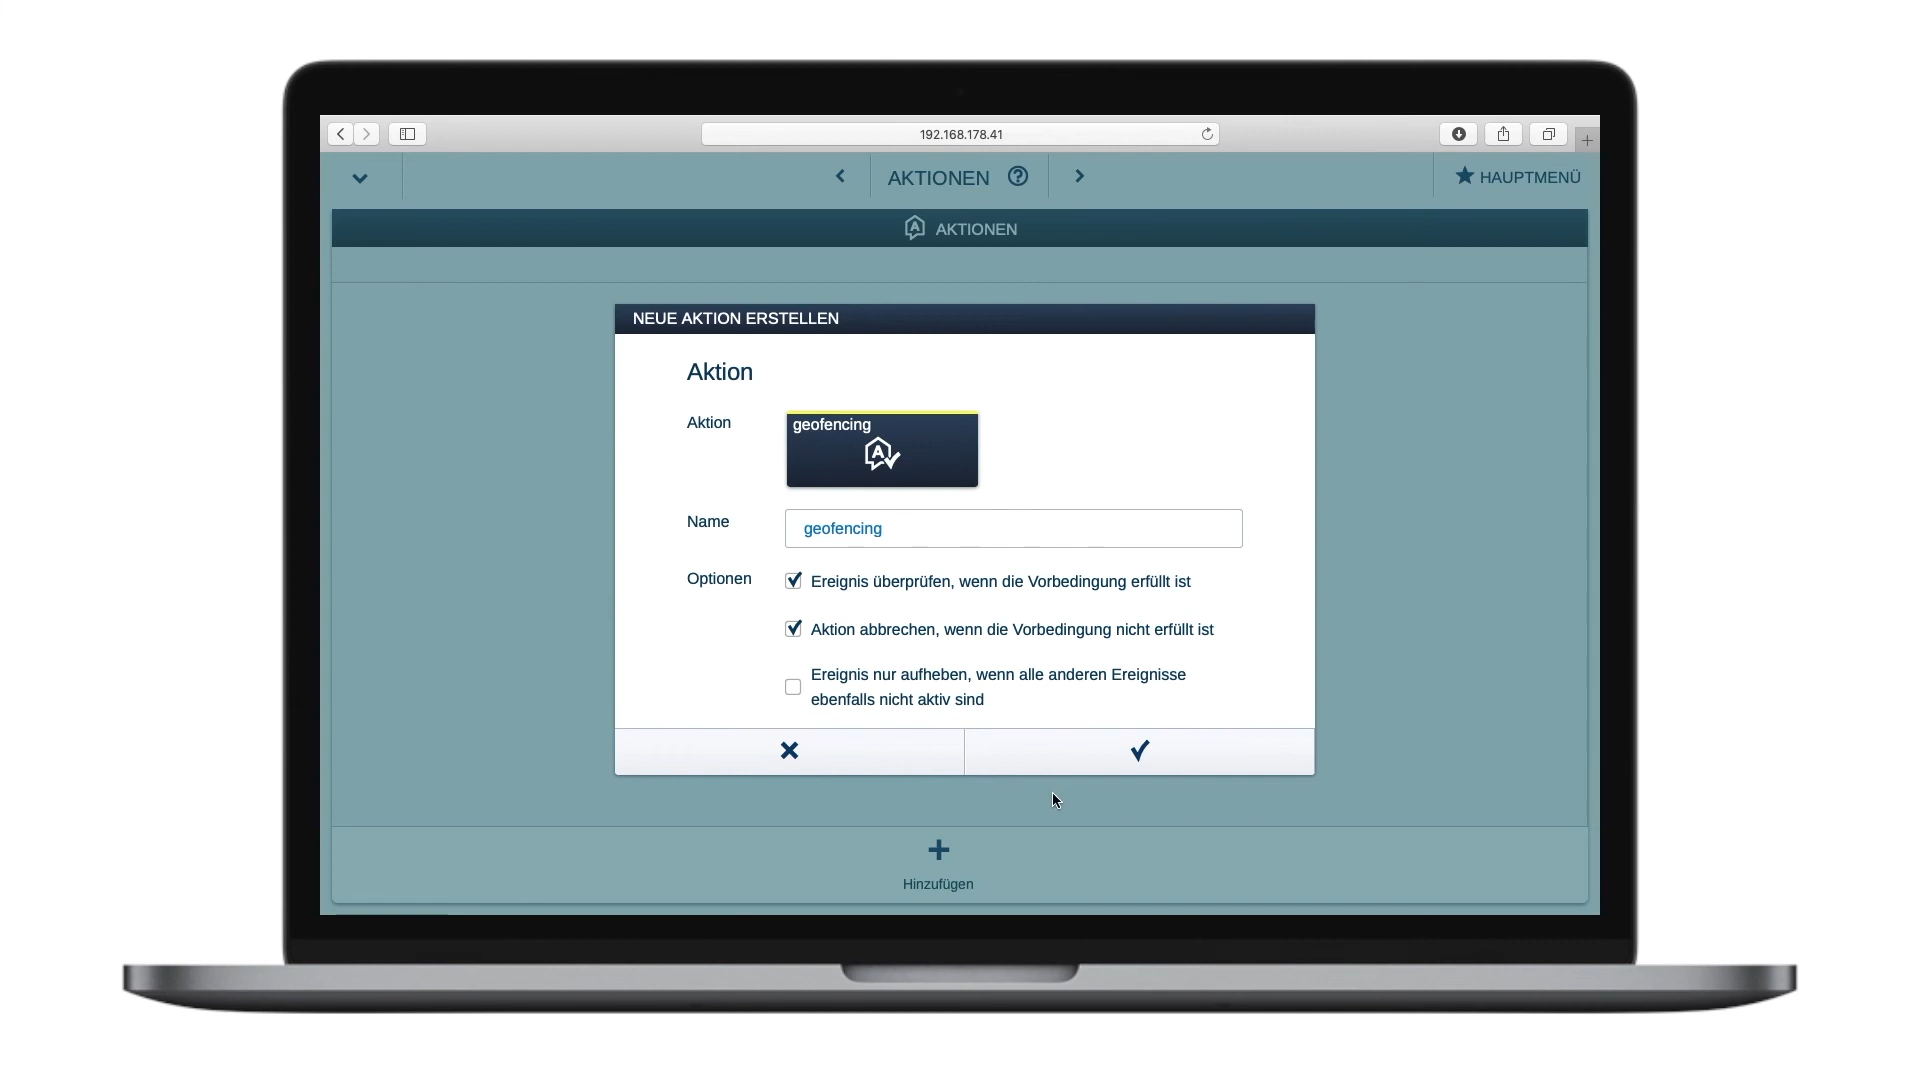 192.168.178.41
AKTIONEN
HAUPTMENÜ
AKTIONEN
NEUE AKTION ERSTELLEN
Aktion
Aktion
geofencing
Name
geofencing
Optionen
Ereignis überprüfen, wenn die Vorbedingung erfüllt ist
Aktion abbrechen, wenn die Vorbedingung nicht erfüllt ist
Ereignis nur aufheben, wenn alle anderen Ereignisse
ebenfalls nicht aktiv sind
Hinzufügen